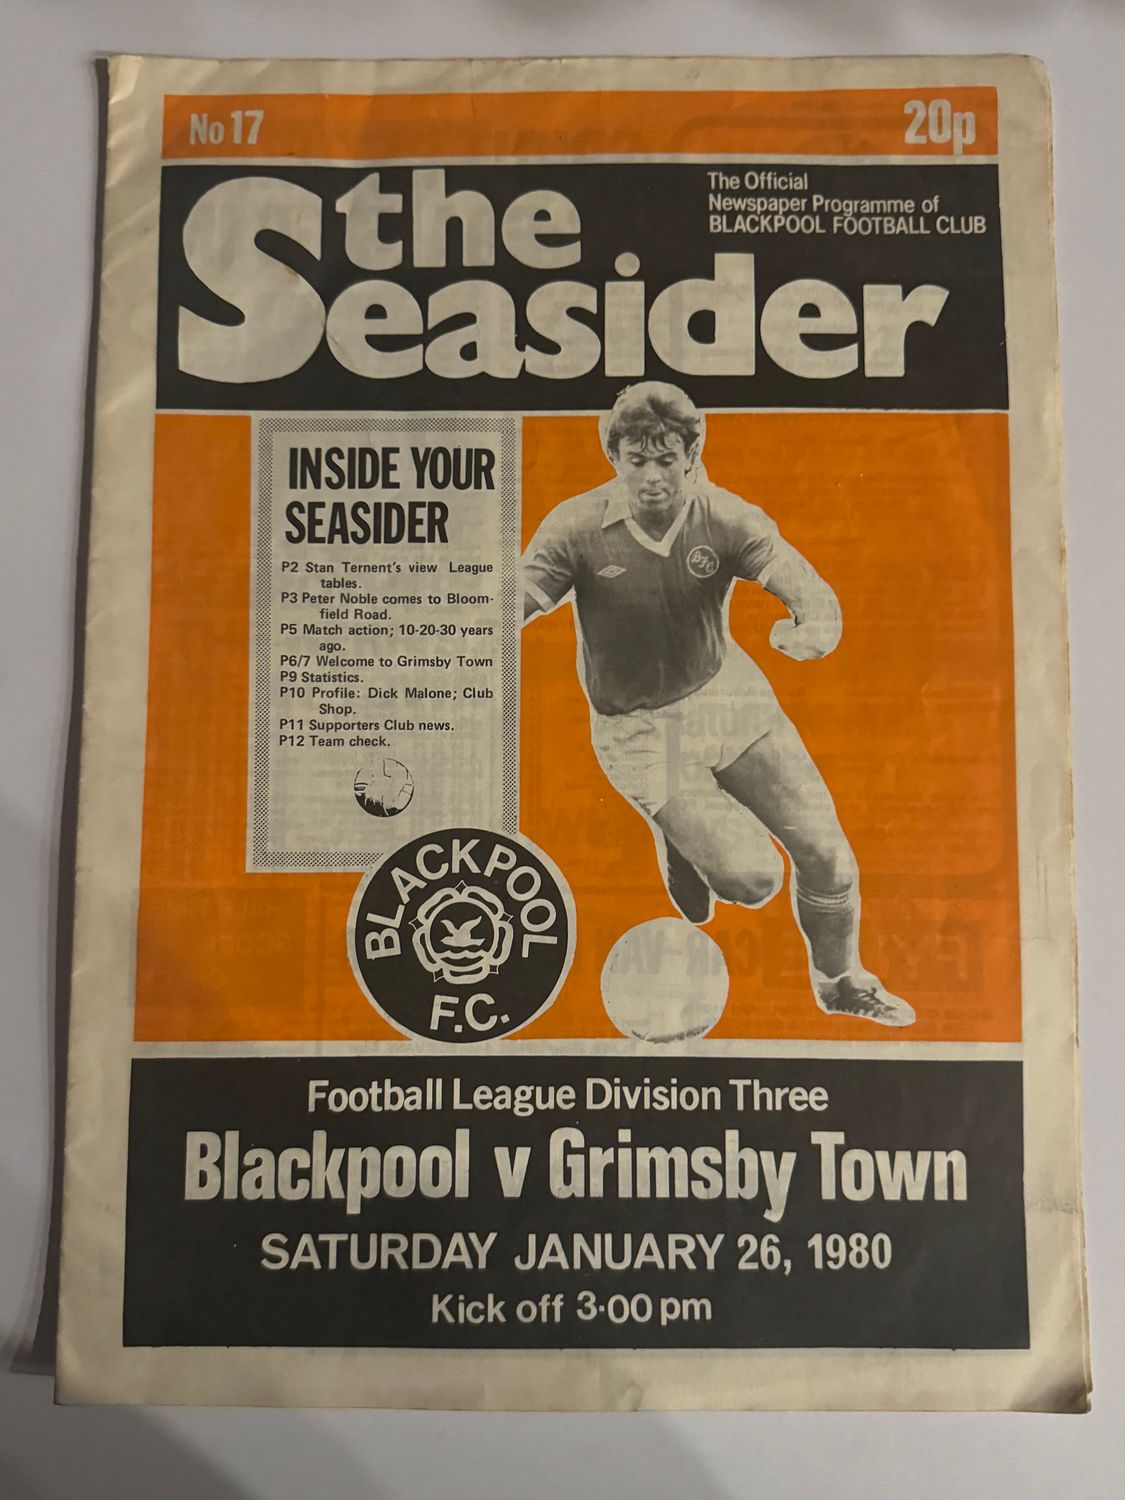 No 17
20p
the
Seasider
The Official
Newspaper Programme of
BLACKPOOL FOOTBALL CLUB
INSIDE YOUR
SEASIDER
P2 Stan Ternent's view League
tables.
P3 Peter Noble comes to Bloom-
field Road.
P5 Match action; 10-20-30 years
ago.
P6/7 Welcome to Grimsby Town
P9 Statistics.
P10 Profile: Dick Malone; Club
Shop.
P11 Supporters Club news.
P12 Team check.
BFC
BLACKPOOL
F.C.
Football League Division Three
Blackpool v Grimsby Town
SATURDAY JANUARY 26, 1980
Kick off 3·00 pm